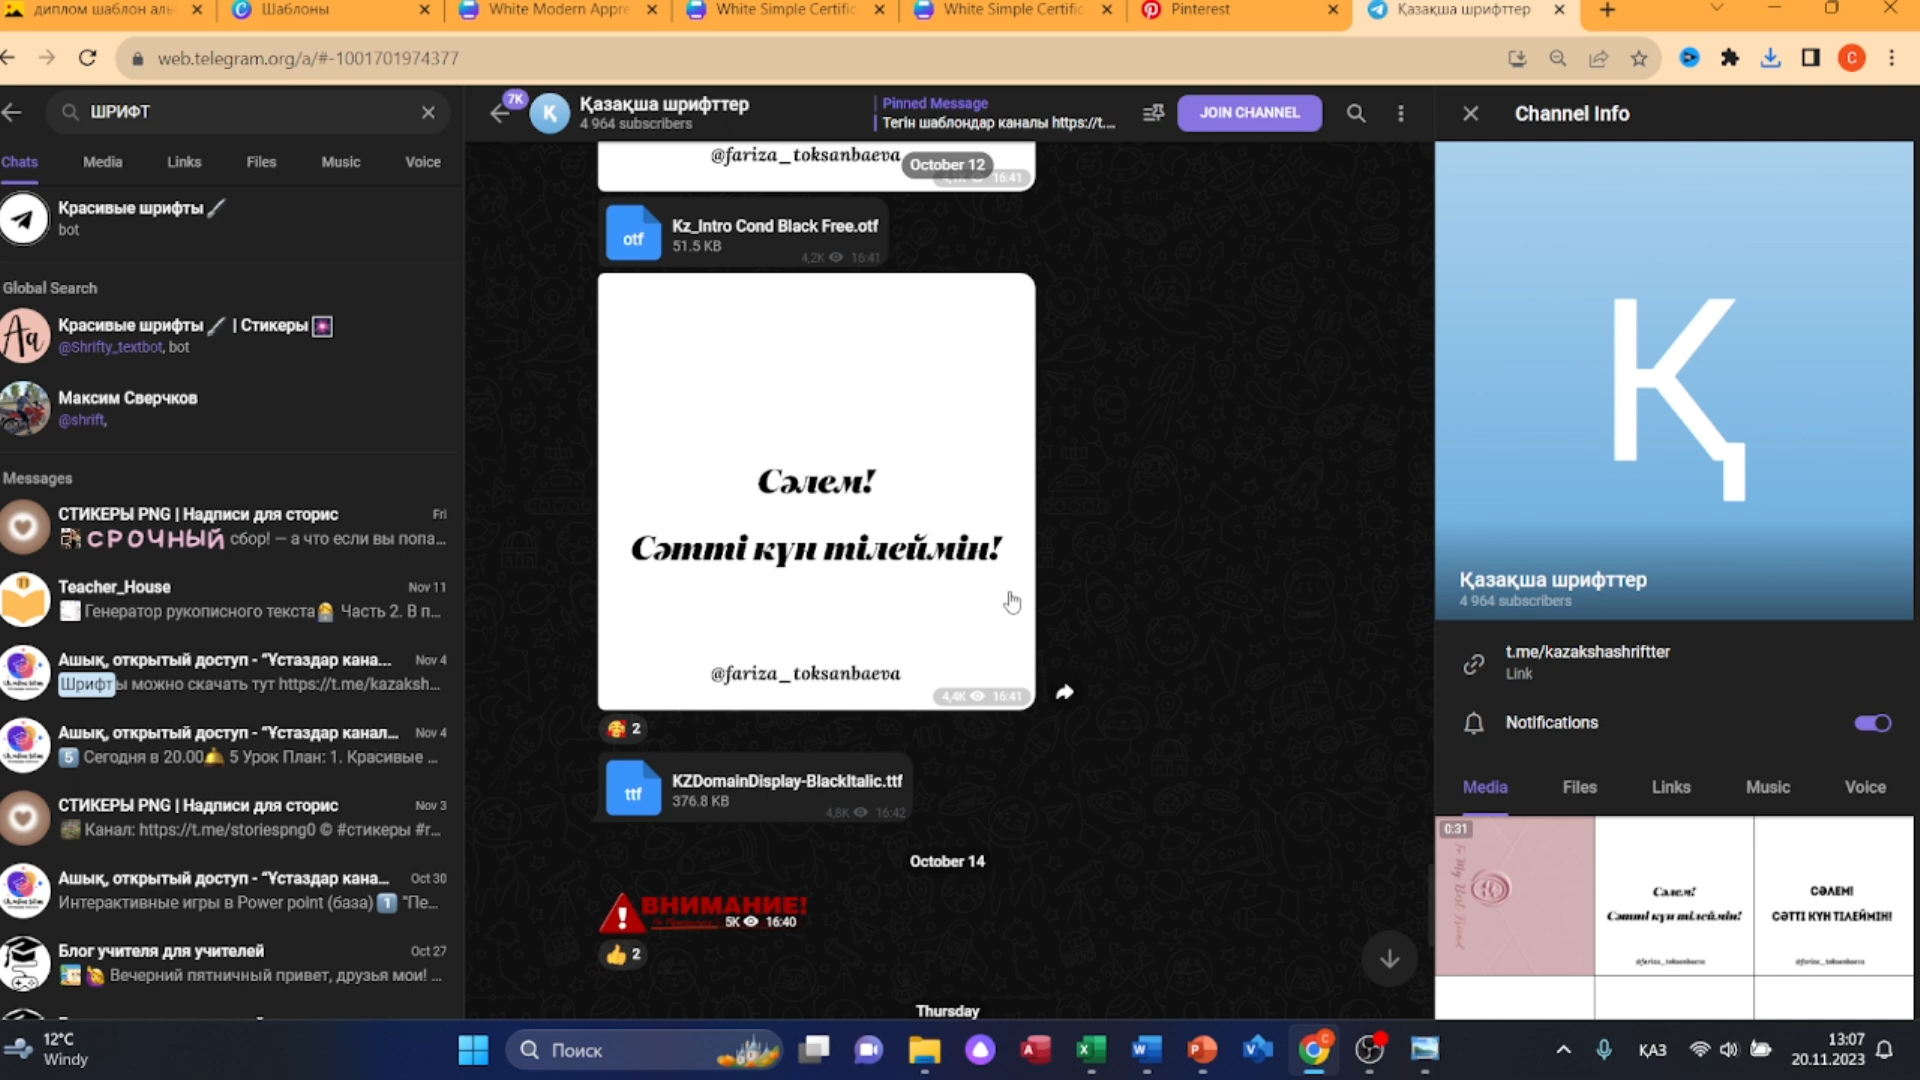 диплом шаблон аль
Шаблоны
White Modern Appre
White Simple Certific
White Simple Certific
Pinterest
Қазақша шрифттер
web.telegram.org/a/#-1001701974377
C
ШРИФТ
7K
Қ
Қазақша шрифттер
4 964 subscribers
Pinned Message
Тегін шаблондар каналы https://t....
JOIN CHANNEL
Channel Info
Chats
Media
Links
Files
Music
Voice
Красивые шрифты
bot
Global Search
Aa
Красивые шрифты | Стикеры
@Shrifty_textbot, bot
Максим Сверчков
@shrift,
Messages
СТИКЕРЫ PNG | Надписи для сторис
Fri
СРОЧНЫЙ сбор! — а что если вы попа...
Teacher_House
Nov 11
Генератор рукописного текста Часть 2. В п...
Ашық, открытый доступ - "Ұстаздар кана...
Nov 4
Шрифты можно скачать тут https://t.me/kazaksh...
Ашық, открытый доступ - "Ұстаздар канал...
Nov 4
5 Сегодня в 20.00 5 Урок План: 1. Красивые ...
СТИКЕРЫ PNG | Надписи для сторис
Nov 3
Канал: https://t.me/storiespng0 © #стикеры #г...
Ашық, открытый доступ - "Ұстаздар кана...
Oct 30
Интерактивные игры в Power point (база) 1 "Пе...
Блог учителя для учителей
Oct 27
Вечерний пятничный привет, друзья мои! ...
@fariza_toksanbaeva
October 12
16:41
otf
Kz_Intro Cond Black Free.otf
51.5 KB
4,2K 16:41
Сәлем!
Сәтті күн тілеймін!
@fariza_toksanbaeva
4,4K 16:41
2
ttf
KZDomainDisplay-BlackItalic.ttf
376.8 KB
4,8K 16:42
October 14
ВНИМАНИЕ!
5K 16:40
2
Thursday
Қ
Қазақша шрифттер
4 964 subscribers
t.me/kazakshashriftter
Link
Notifications
Media
Files
Links
Music
Voice
0:31
Сәлем!
Сәтті күн тілеймін!
@fariza_toksanbaeva
СӘЛЕМ!
СӘТТІ КҮН ТІЛЕЙМІН!
@fariza_toksanbaeva
12°C
Windy
Поиск
ҚАЗ
13:07
20.11.2023